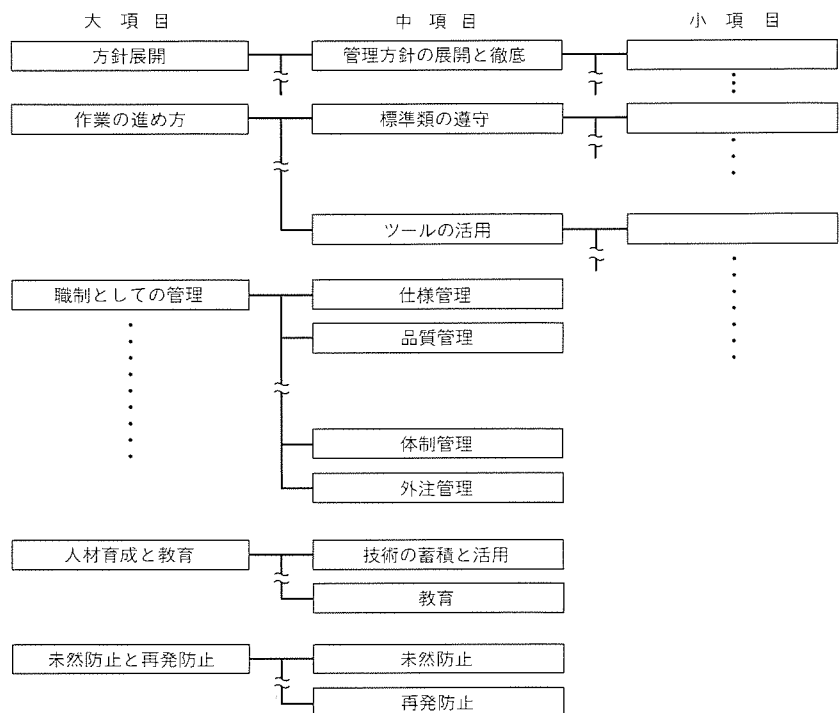 大項目 中項目 小項目
方針展開 管理方針の展開と徹底
作業の進め方 標準類の遵守
ツールの活用
職制としての管理 仕様管理
品質管理
体制管理
外注管理
人材育成と教育 技術の蓄積と活用
教育
未然防止と再発防止 未然防止
再発防止